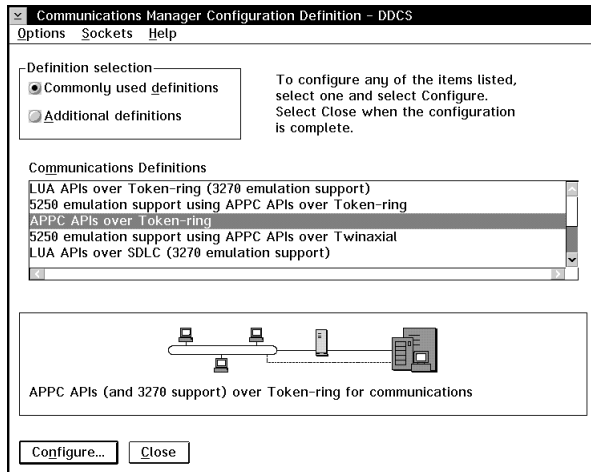 Communications Manager Configuration Definition - DDCS
Options Sockets Help
Definition selection
Commonly used definitions
Additional definitions
To configure any of the items listed,
select one and select Configure.
Select Close when the configuration
is complete.
Communications Definitions
LUA APIs over Token-ring (3270 emulation support)
5250 emulation support using APPC APIs over Token-ring
APPC APIs over Token-ring
5250 emulation support using APPC APIs over Twinaxial
LUA APIs over SDLC (3270 emulation support)
APPC APIs (and 3270 support) over Token-ring for communications
Configure... Close